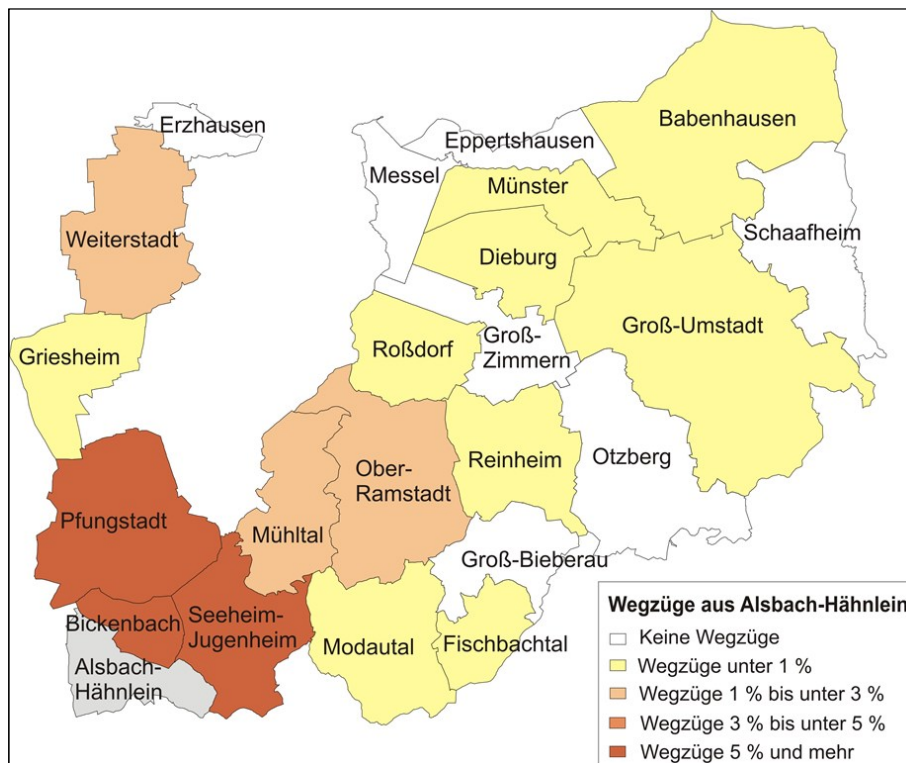 Erzhausen
Babenhausen
Eppertshausen
Messel
Münster
Schaafheim
Weiterstadt
Dieburg
Groß-Umstadt
Griesheim
Roßdorf
Groß-
Zimmern
Ober-
Ramstadt
Reinheim
Otzberg
Pfungstadt
Mühltal
Groß-Bieberau
Bickenbach
Seeheim-
Jugenheim
Modautal
Fischbachtal
Alsbach-
Hähnlein
Wegzüge aus Alsbach-Hähnlein
Keine Wegzüge
Wegzüge unter 1 %
Wegzüge 1 % bis unter 3 %
Wegzüge 3 % bis unter 5 %
Wegzüge 5 % und mehr